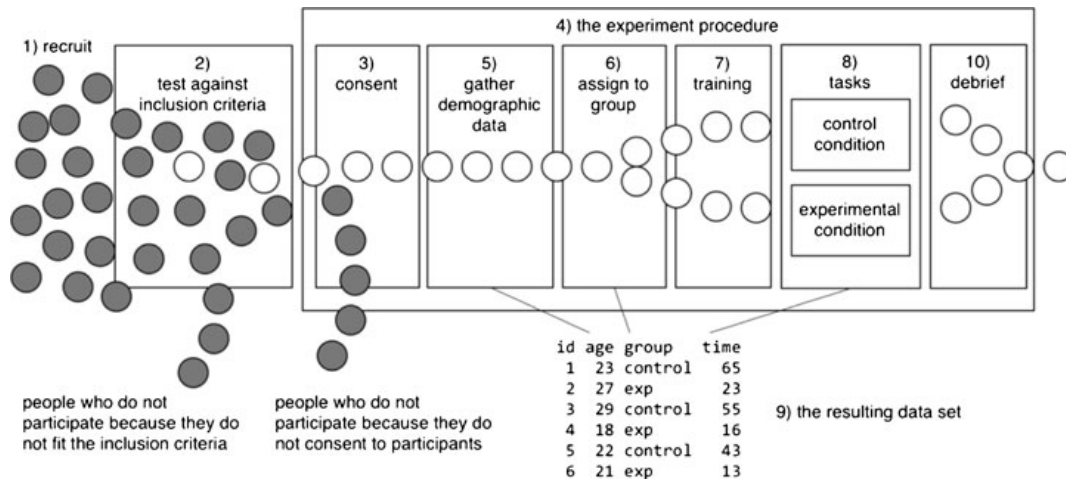 4) the experiment procedure
1) recruit
2)
test against
inclusion criteria
3)
consent
5)
gather
demographic
data
6)
assign to
group
7)
training
8)
tasks
control
condition
experimental
condition
10)
debrief
people who do not
participate because they do
not fit the inclusion criteria
people who do not
participate because they do
not consent to participants
id age group time
1 23 control 65
2 27 exp 23
3 29 control 55
4 18 exp 16
5 22 control 43
6 21 exp 13
9) the resulting data set